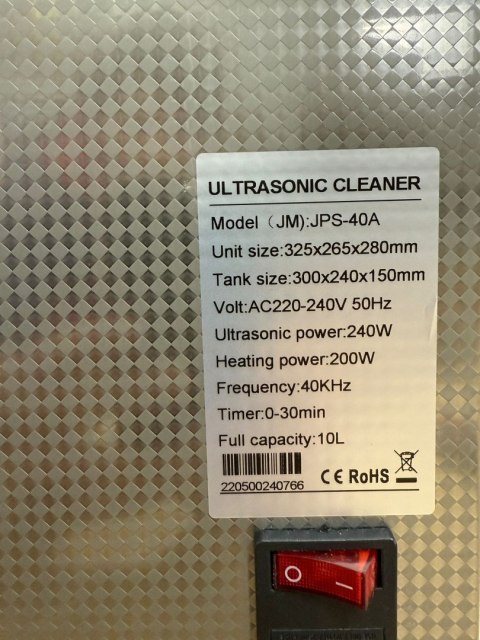 ULTRASONIC CLEANER
Model（JM):JPS-40A
Unit size:325x265x280mm
Tank size:300x240x150mm
Volt:AC220-240V 50Hz
Ultrasonic power:240W
Heating power:200W
Frequency:40KHz
Timer:0-30min
Full capacity:10L
220500240766
CE RoHS